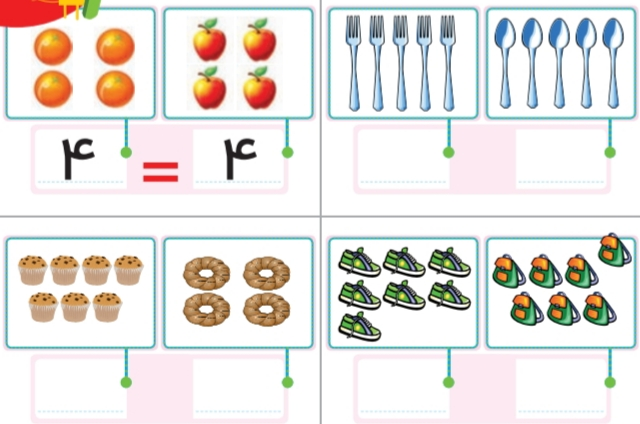 ۴ = ۴